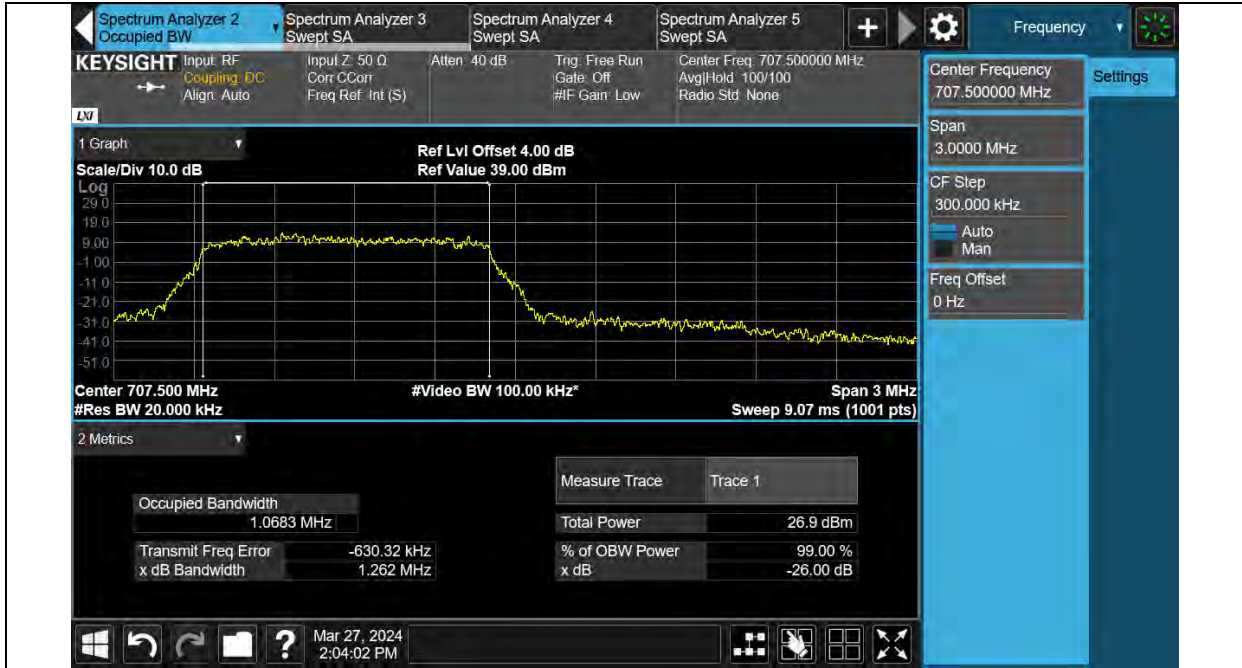 Spectrum Analyzer 2
Occupied BW
Spectrum Analyzer 3
Swept SA
Spectrum Analyzer 4
Swept SA
Spectrum Analyzer 5
Swept SA
+
Frequency
KEYSIGHT
Input: RF
Coupling: DC
Align: Auto
Input Z: 50 Ω
Corr CCorr
Freq Ref: Int (S)
Atten: 40 dB
Trig: Free Run
Gate: Off
#IF Gain: Low
Center Freq: 707.500000 MHz
Avg|Hold: 100/100
Radio Std: None
LXI
Center Frequency
707.500000 MHz
Settings
Span
3.0000 MHz
CF Step
300.000 kHz
Auto
Man
Freq Offset
0 Hz
1 Graph
Scale/Div 10.0 dB
Ref Lvl Offset 4.00 dB
Ref Value 39.00 dBm
Log
29.0
19.0
9.00
-1.00
-11.0
-21.0
-31.0
-41.0
-51.0
Center 707.500 MHz
#Res BW 20.000 kHz
#Video BW 100.00 kHz*
Span 3 MHz
Sweep 9.07 ms (1001 pts)
2 Metrics
Measure Trace Trace 1
Occupied Bandwidth
1.0683 MHz
Total Power 26.9 dBm
Transmit Freq Error -630.32 kHz
% of OBW Power 99.00 %
x dB Bandwidth 1.262 MHz
x dB -26.00 dB
?
Mar 27, 2024
2:04:02 PM